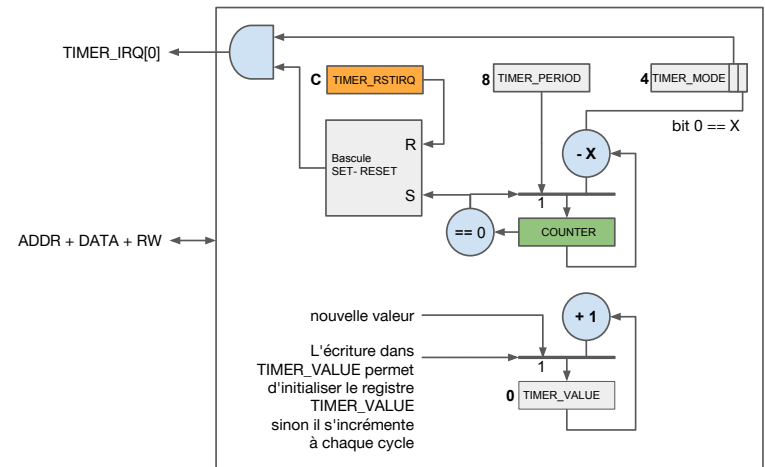 TIMER_IRQ[0]
C TIMER_RSTIRQ
8 TIMER_PERIOD
4 TIMER_MODE
bit 0 == X
Bascule
SET- RESET
R
S
- X
1
== 0
COUNTER
ADDR + DATA + RW
nouvelle valeur
+ 1
L'écriture dans
TIMER_VALUE permet
d'initialiser le registre
TIMER_VALUE
sinon il s'incrémente
à chaque cycle
1
0 TIMER_VALUE